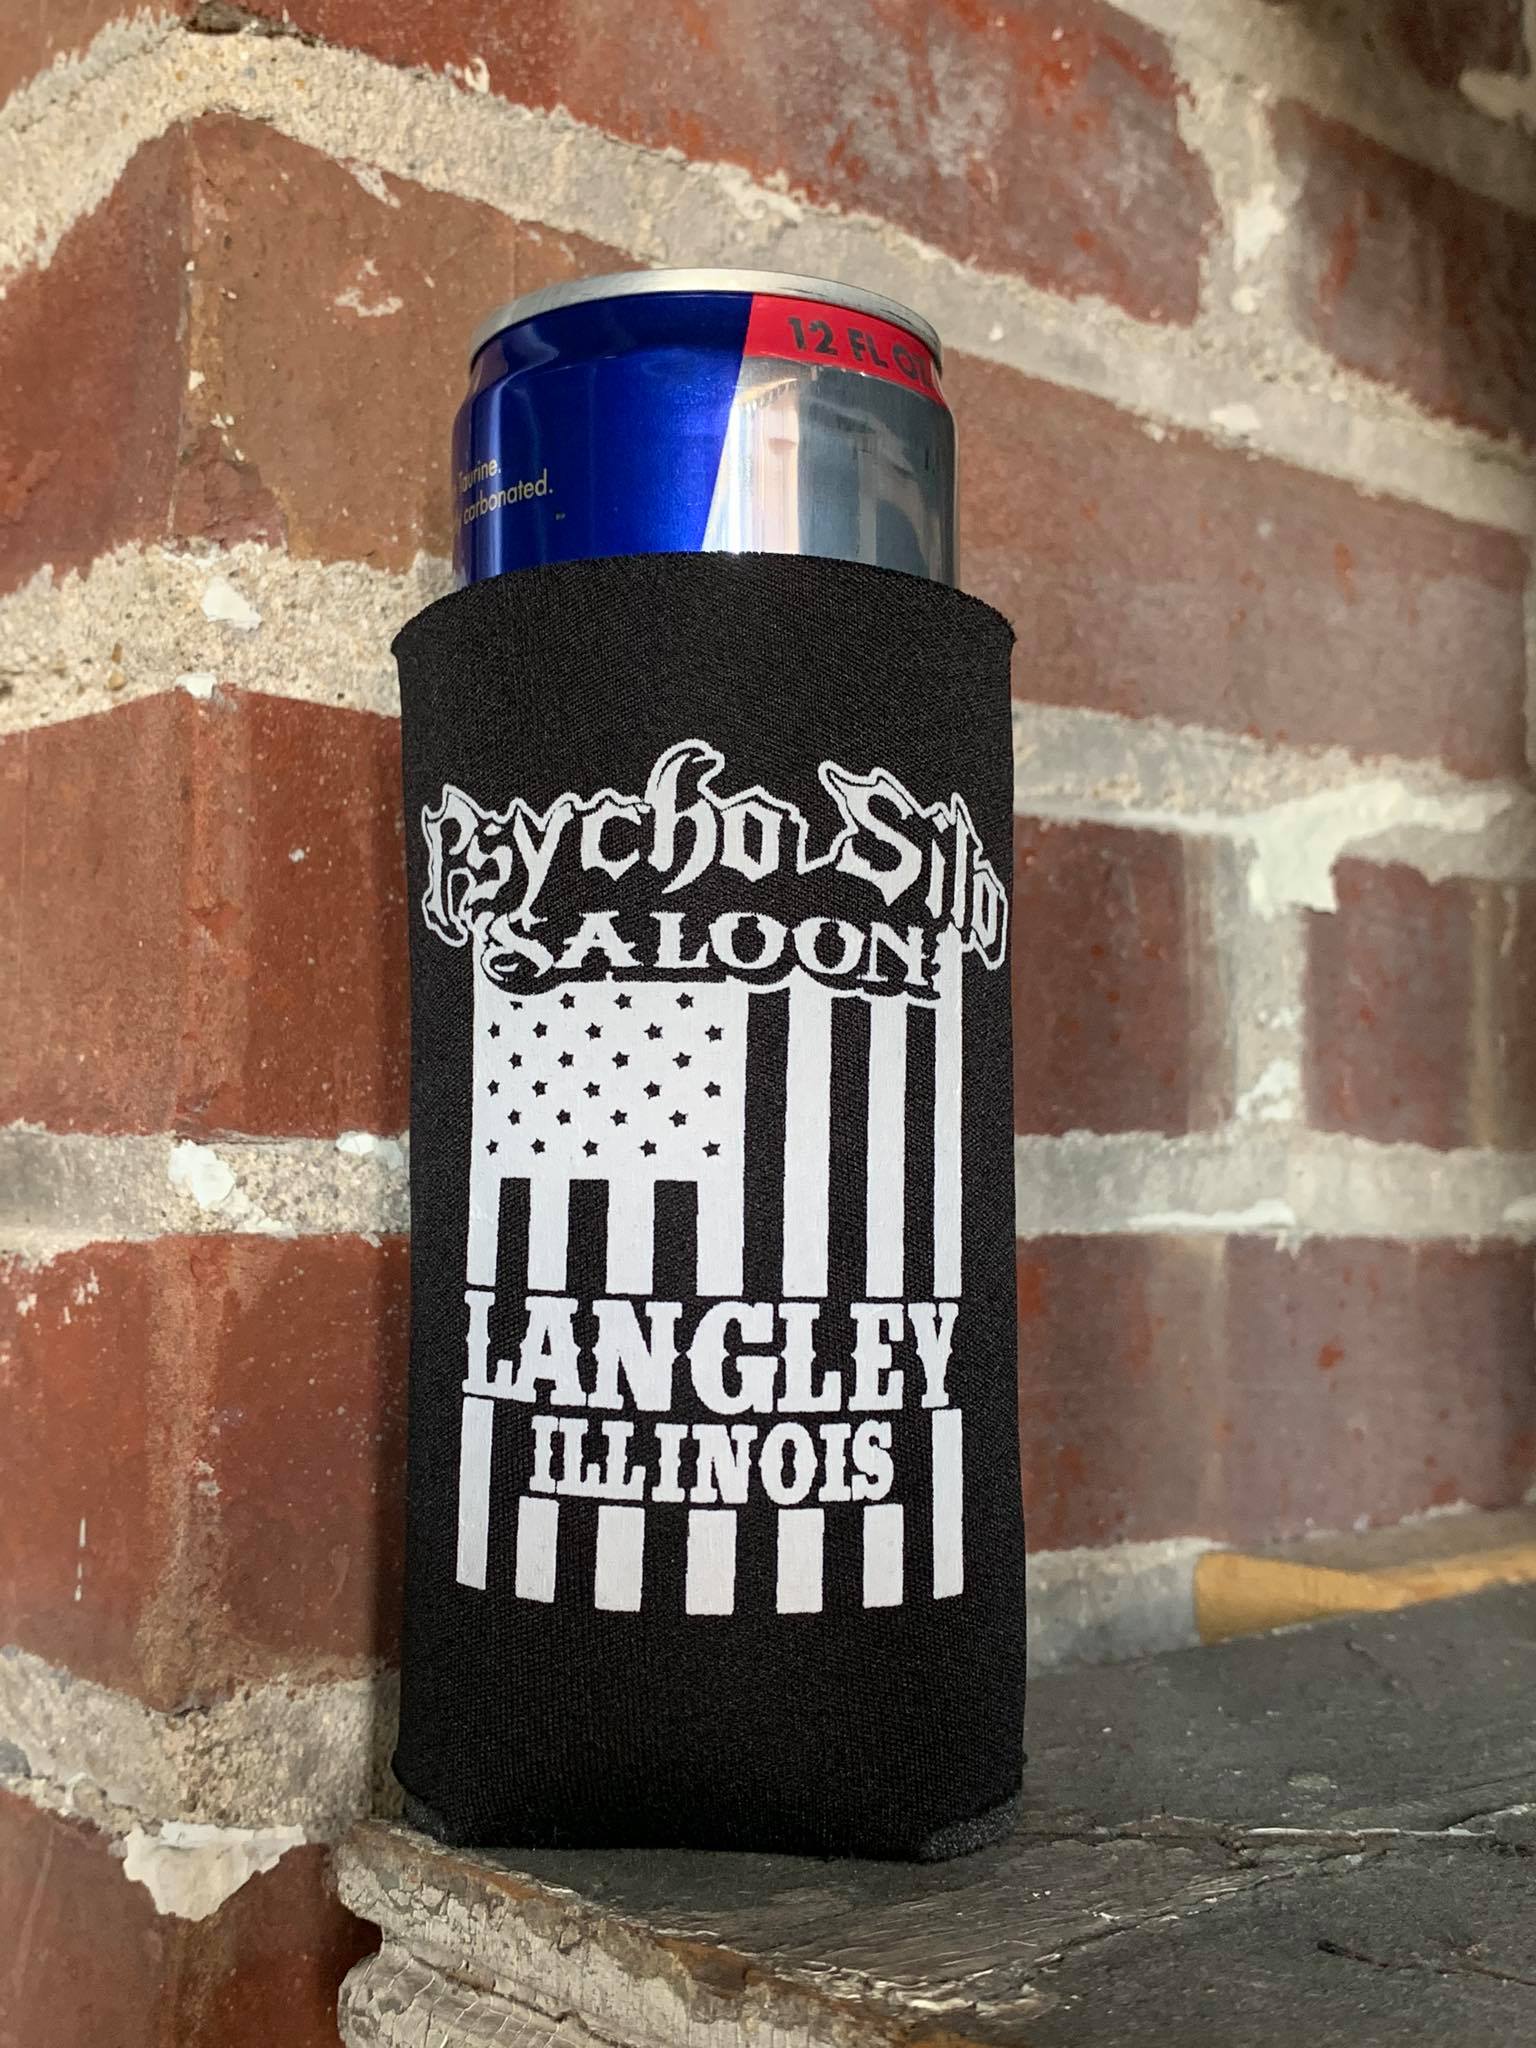 12 FL OZ
Taurine.
carbonated.
Psycho Silo
SALOON
LANGLEY
ILLINOIS